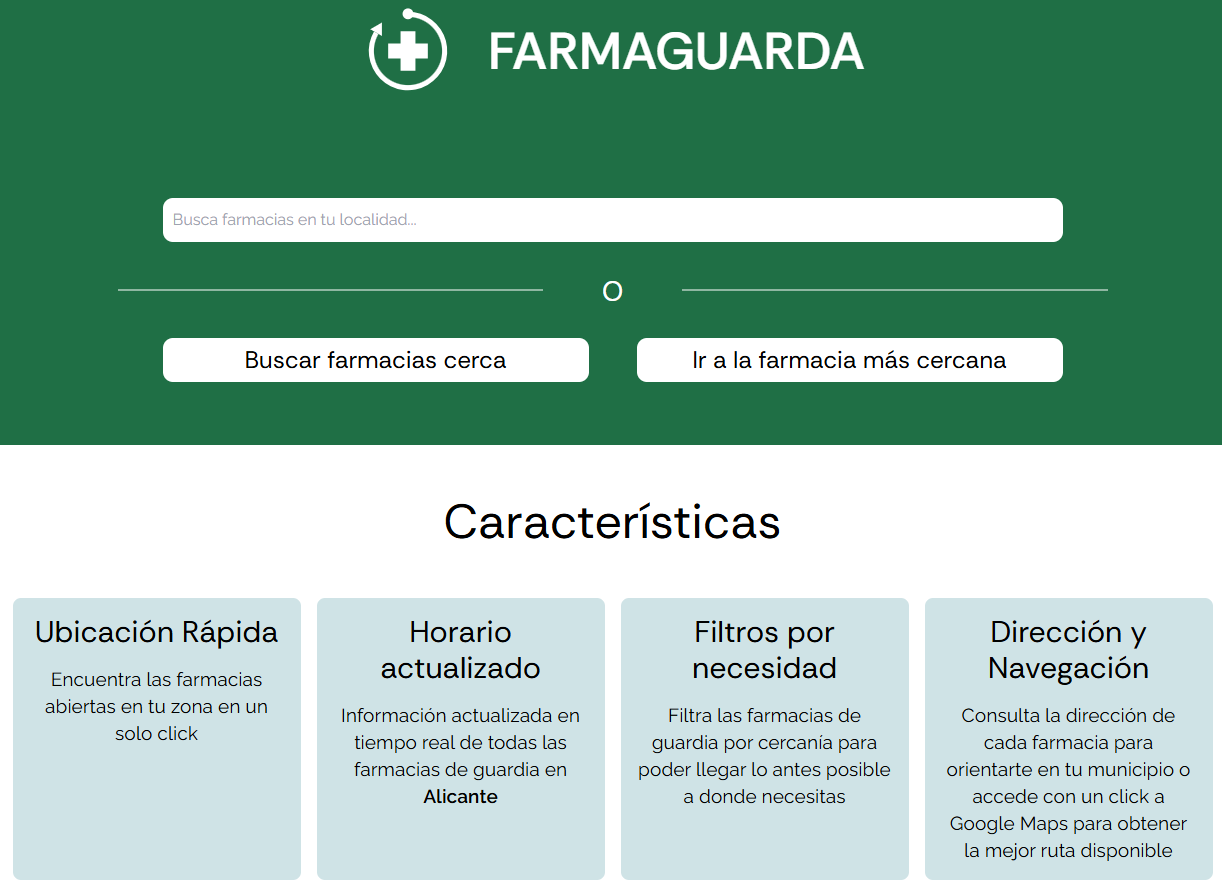 FARMAGUARDA
Busca farmacias en tu localidad...
O
Buscar farmacias cerca
Ir a la farmacia más cercana
Características
Ubicación Rápida
Encuentra las farmacias
abiertas en tu zona en un
solo click
Horario
actualizado
Información actualizada en
tiempo real de todas las
farmacias de guardia en
Alicante
Filtros por
necesidad
Filtra las farmacias de
guardia por cercanía para
poder llegar lo antes posible
a donde necesitas
Dirección y
Navegación
Consulta la dirección de
cada farmacia para
orientarte en tu municipio o
accede con un click a
Google Maps para obtener
la mejor ruta disponible